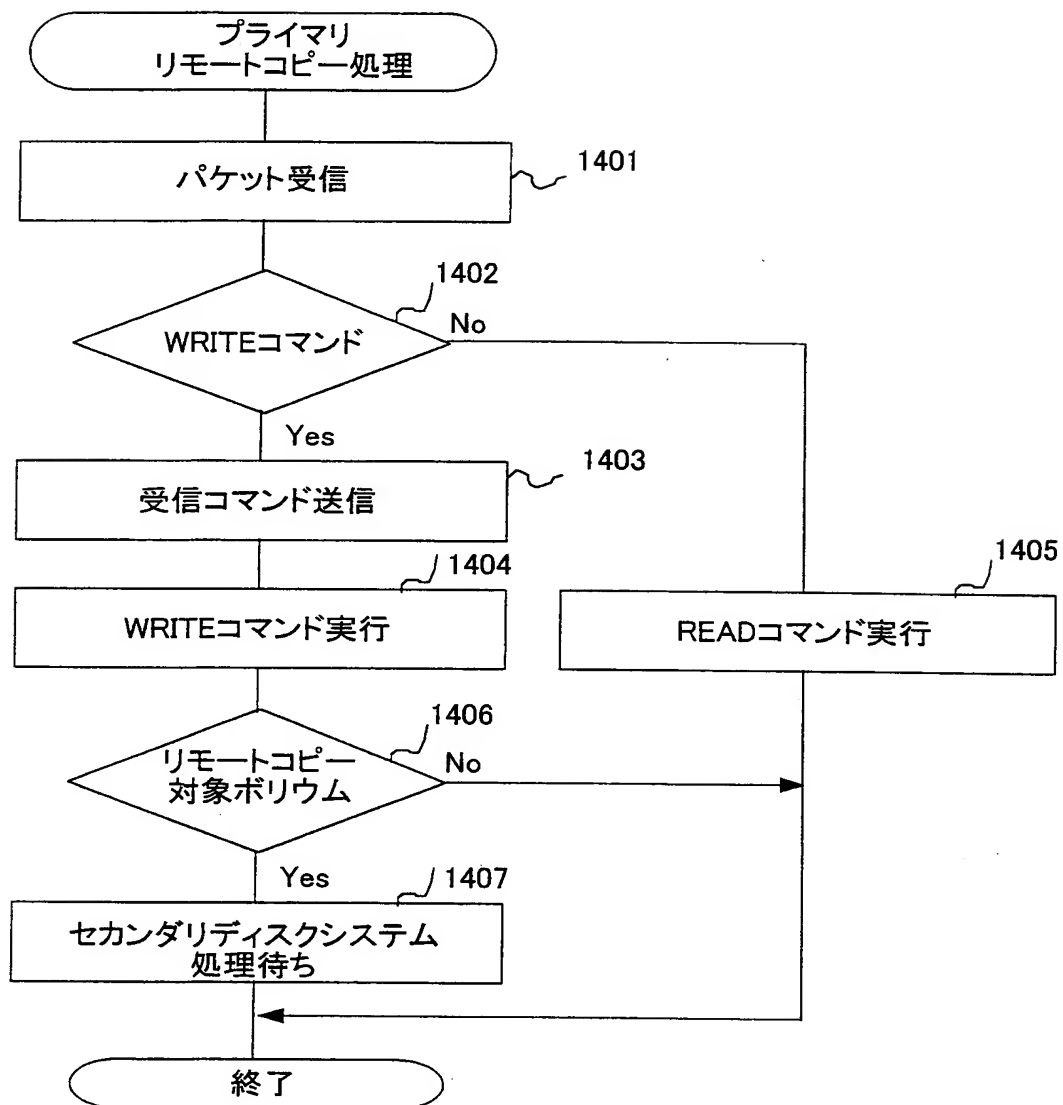 プライマリ
リモートコピー処理
パケット受信
1401
1402
WRITEコマンド
No
Yes
受信コマンド送信
1403
1404
WRITEコマンド実行
1405
READコマンド実行
1406
リモートコピー
対象ボリウム
No
Yes
1407
セカンダリディスクシステム
処理待ち
終了